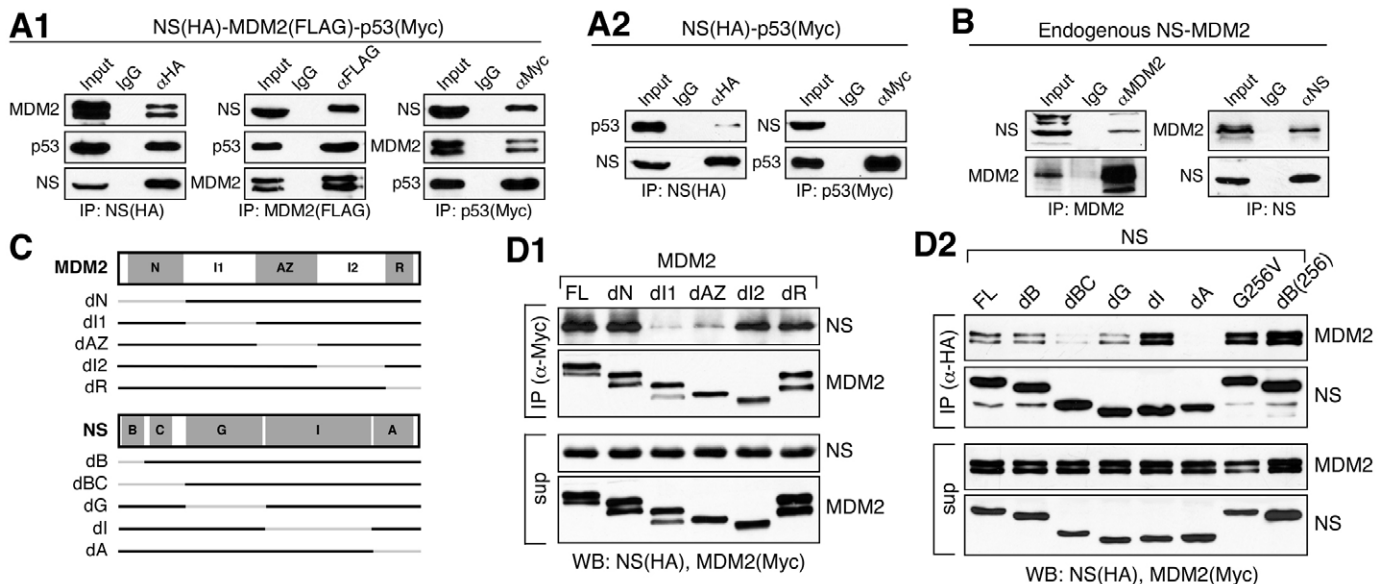 A1
NS(HA)-MDM2(FLAG)-p53(Myc)
Input IgG αHA
MDM2
p53
NS
IP: NS(HA)
Input IgG αFLAG
NS
p53
MDM2
IP: MDM2(FLAG)
Input IgG αMyc
NS
MDM2
p53
IP: p53(Myc)
A2
NS(HA)-p53(Myc)
Input IgG αHA
p53
NS
IP: NS(HA)
Input IgG αMyc
NS
p53
IP: p53(Myc)
B
Endogenous NS-MDM2
Input IgG αMDM2
NS
MDM2
IP: MDM2
Input IgG αNS
MDM2
NS
IP: NS
C
MDM2 N I1 AZ I2 R
dN
dI1
dAZ
dI2
dR
NS B C G I A
dB
dBC
dG
dI
dA
D1
MDM2
FL dN dI1 dAZ dI2 dR
IP (α-Myc)
NS
MDM2
sup
NS
MDM2
WB: NS(HA), MDM2(Myc)
D2
NS
FL dB dBC dG dI dA G256V dB(256)
IP (α-HA)
MDM2
NS
sup
MDM2
NS
WB: NS(HA), MDM2(Myc)